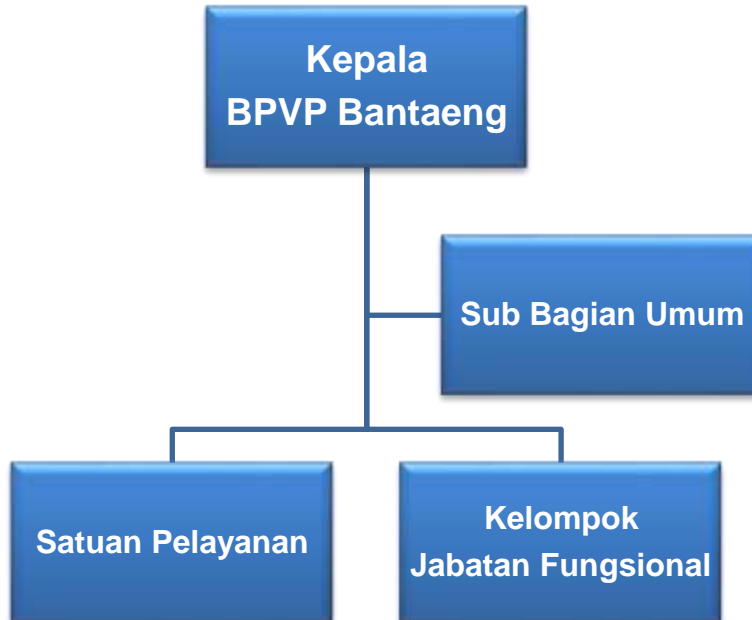 Kepala
BPVP Bantaeng
Sub Bagian Umum
Satuan Pelayanan
Kelompok
Jabatan Fungsional